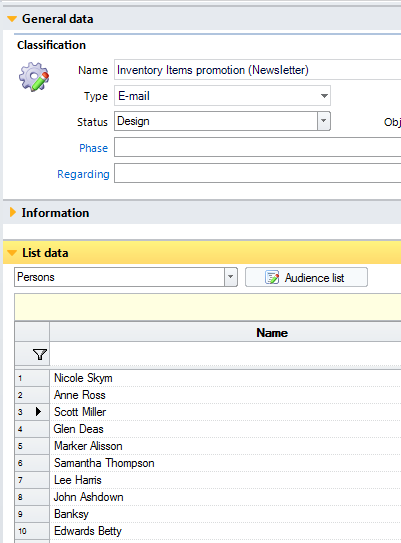 General data
Classification
Name Inventory Items promotion (Newsletter)
Type E-mail
Status Design Obj
Phase
Regarding
Information
List data
Persons Audience list
Name
1 Nicole Skym
2 Anne Ross
3 Scott Miller
4 Glen Deas
5 Marker Alisson
6 Samantha Thompson
7 Lee Harris
8 John Ashdown
9 Banksy
10 Edwards Betty